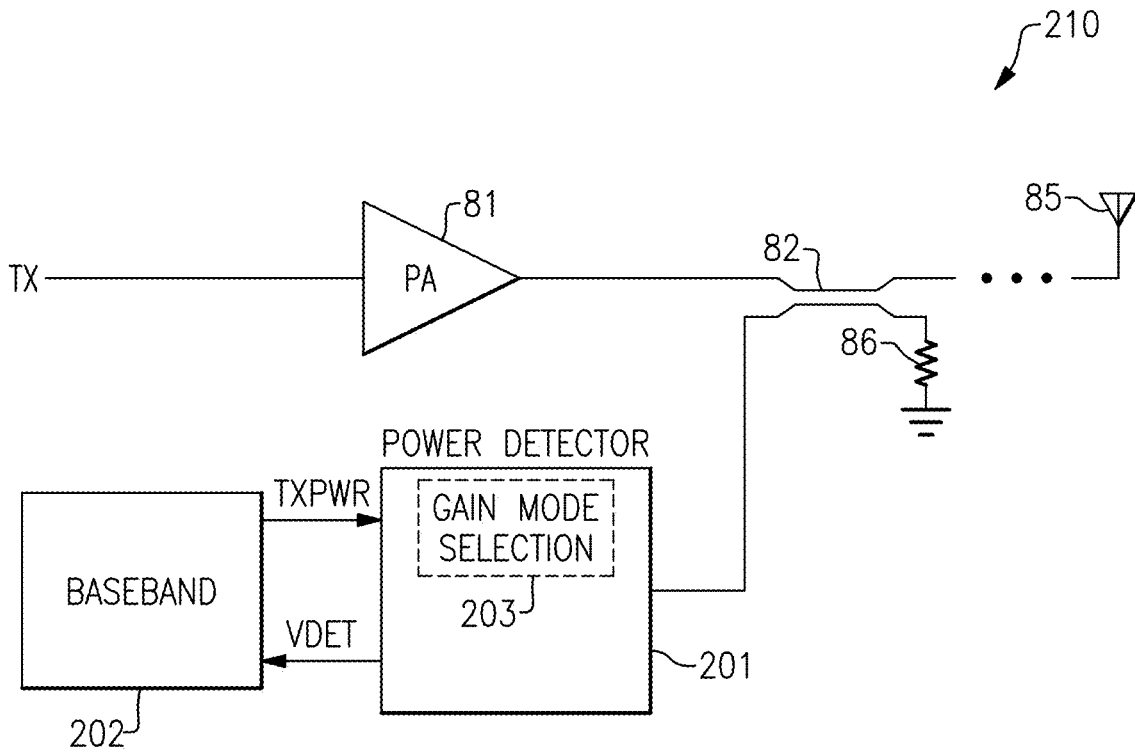 210
85
81
82
TX
PA
86
POWER DETECTOR
TXPWR
GAIN MODE
SELECTION
BASEBAND
203
VDET
201
202